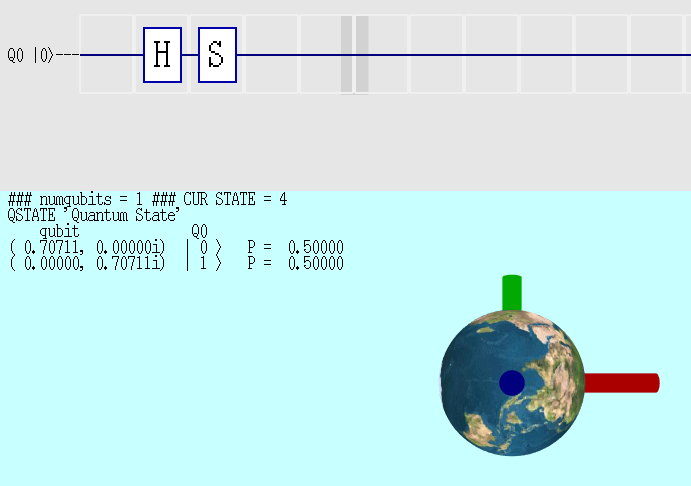 Q0 |0⟩---
H S
### numqubits = 1 ### CUR STATE = 4
QSTATE 'Quantum State'
qubit Q0
( 0.70711, 0.00000i) | 0 ⟩ P = 0.50000
( 0.00000, 0.70711i) | 1 ⟩ P = 0.50000